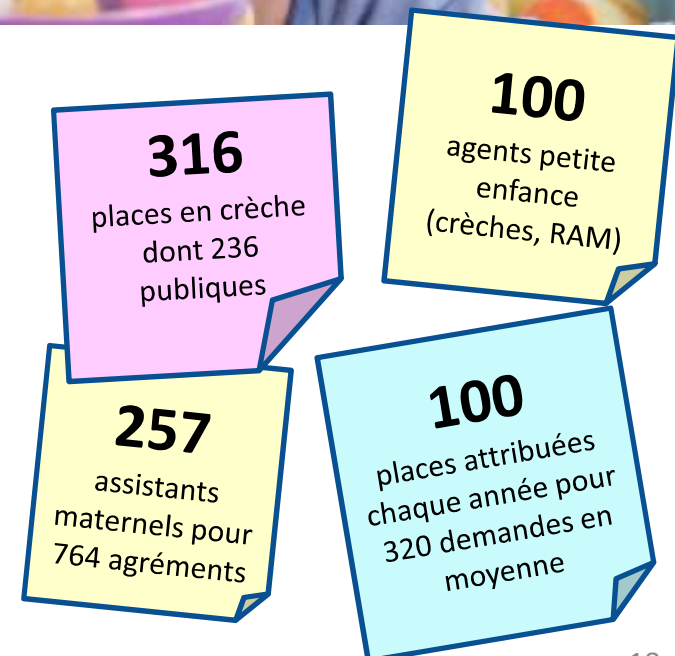 316
places en crèche
dont 236
publiques
100
agents petite
enfance
(crèches, RAM)
257
assistants
maternels pour
764 agréments
100
places attribuées
chaque année pour
320 demandes en
moyenne